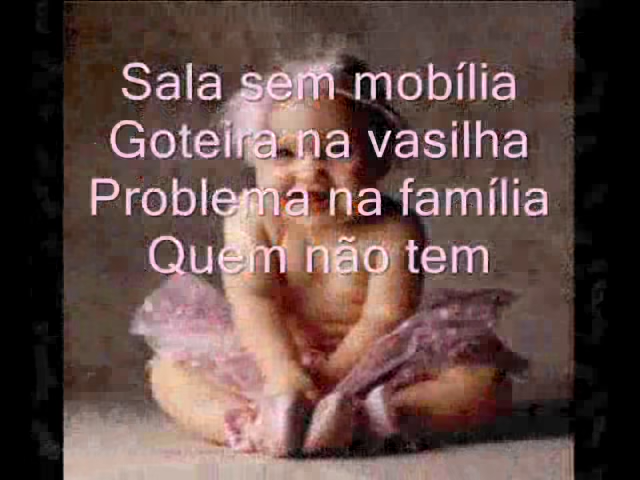 Sala sem mobília
Goteira na vasilha
Problema na família
Quem não tem